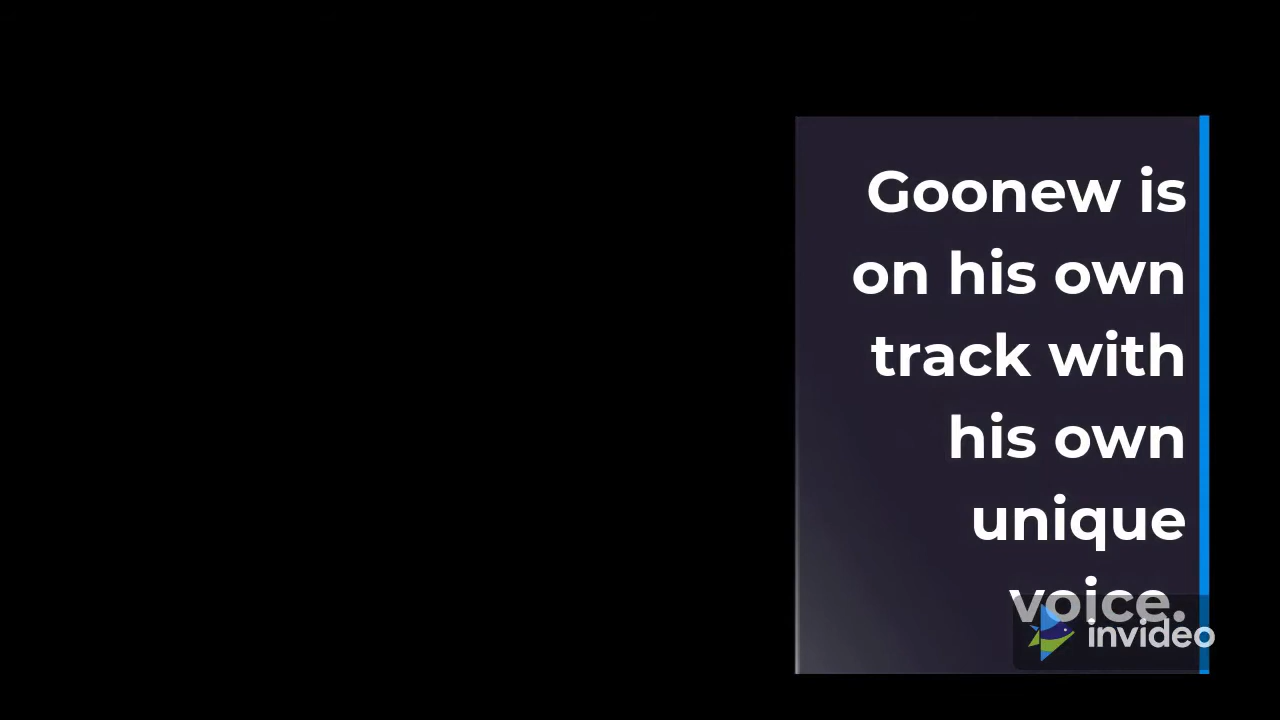 Goonew is
on his own
track with
his own
unique
voice.
invideo